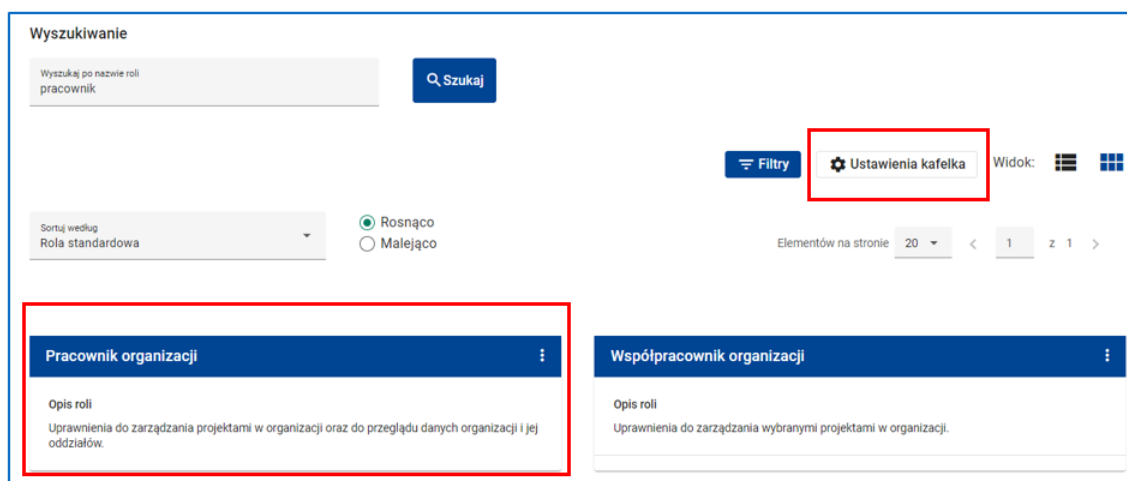 Wyszukiwanie
Wyszukaj po nazwie roli
pracownik
Szukaj
Filtry
Ustawienia kafelka
Widok:
Sortuj według
Rola standardowa
Rosnąco
Malejąco
Elementów na stronie 20
1 z 1
Pracownik organizacji
Opis roli
Uprawnienia do zarządzania projektami w organizacji oraz do przeglądu danych organizacji i jej
oddziałów.
Współpracownik organizacji
Opis roli
Uprawnienia do zarządzania wybranymi projektami w organizacji.